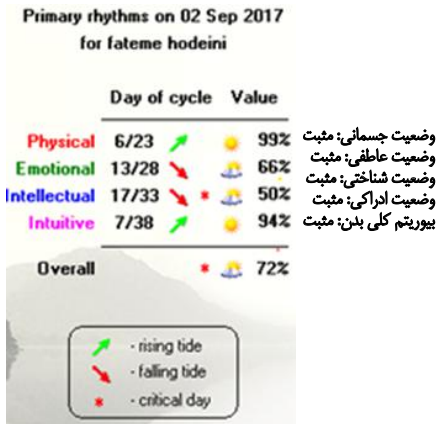 Primary rhythms on 02 Sep 2017
for fateme hodeini
Day of cycle Value
Physical 6/23 99%
Emotional 13/28 66%
Intellectual 17/33 * 50%
Intuitive 7/38 94%
Overall * 72%
- rising tide
- falling tide
* - critical day
وضعیت جسمانی: مثبت
وضعیت عاطفی: مثبت
وضعیت شناختی: مثبت
وضعیت ادراکی: مثبت
بیوریتم کلی بدن: مثبت